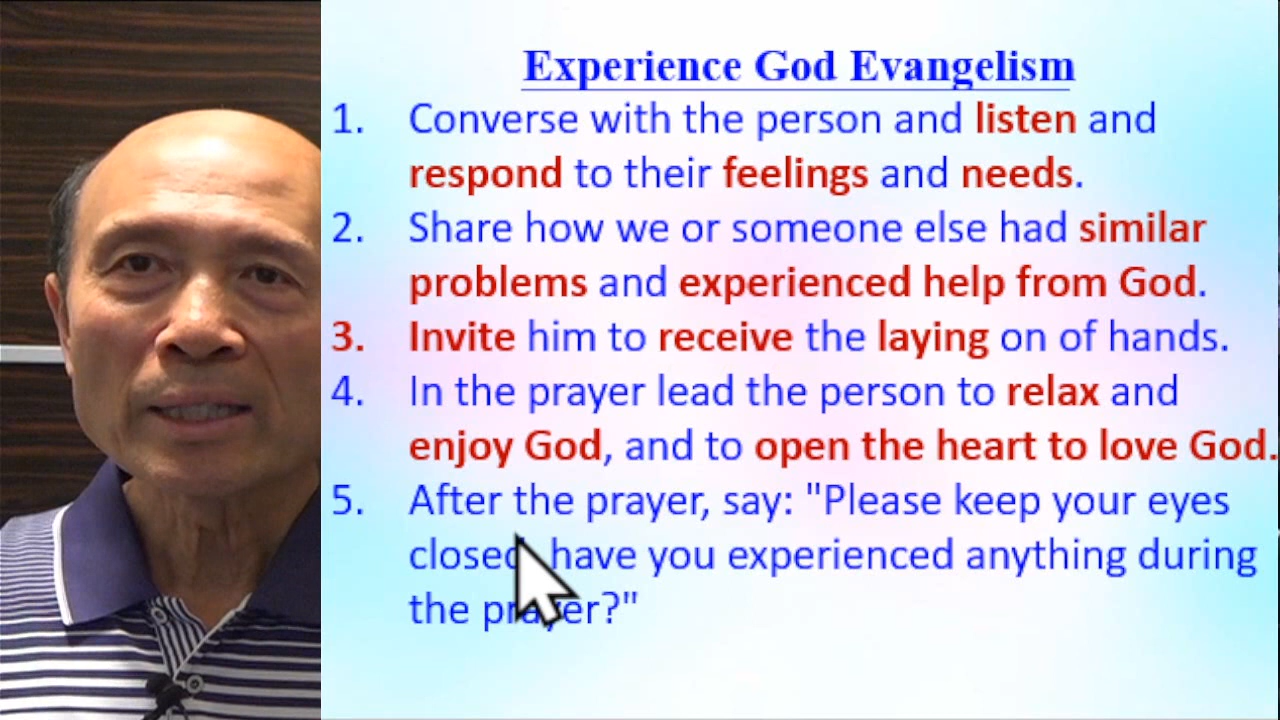 Experience God Evangelism
1. Converse with the person and listen and
respond to their feelings and needs.
2. Share how we or someone else had similar
problems and experienced help from God.
3. Invite him to receive the laying on of hands.
4. In the prayer lead the person to relax and
enjoy God, and to open the heart to love God.
5. After the prayer, say: "Please keep your eyes
closed, have you experienced anything during
the prayer?"